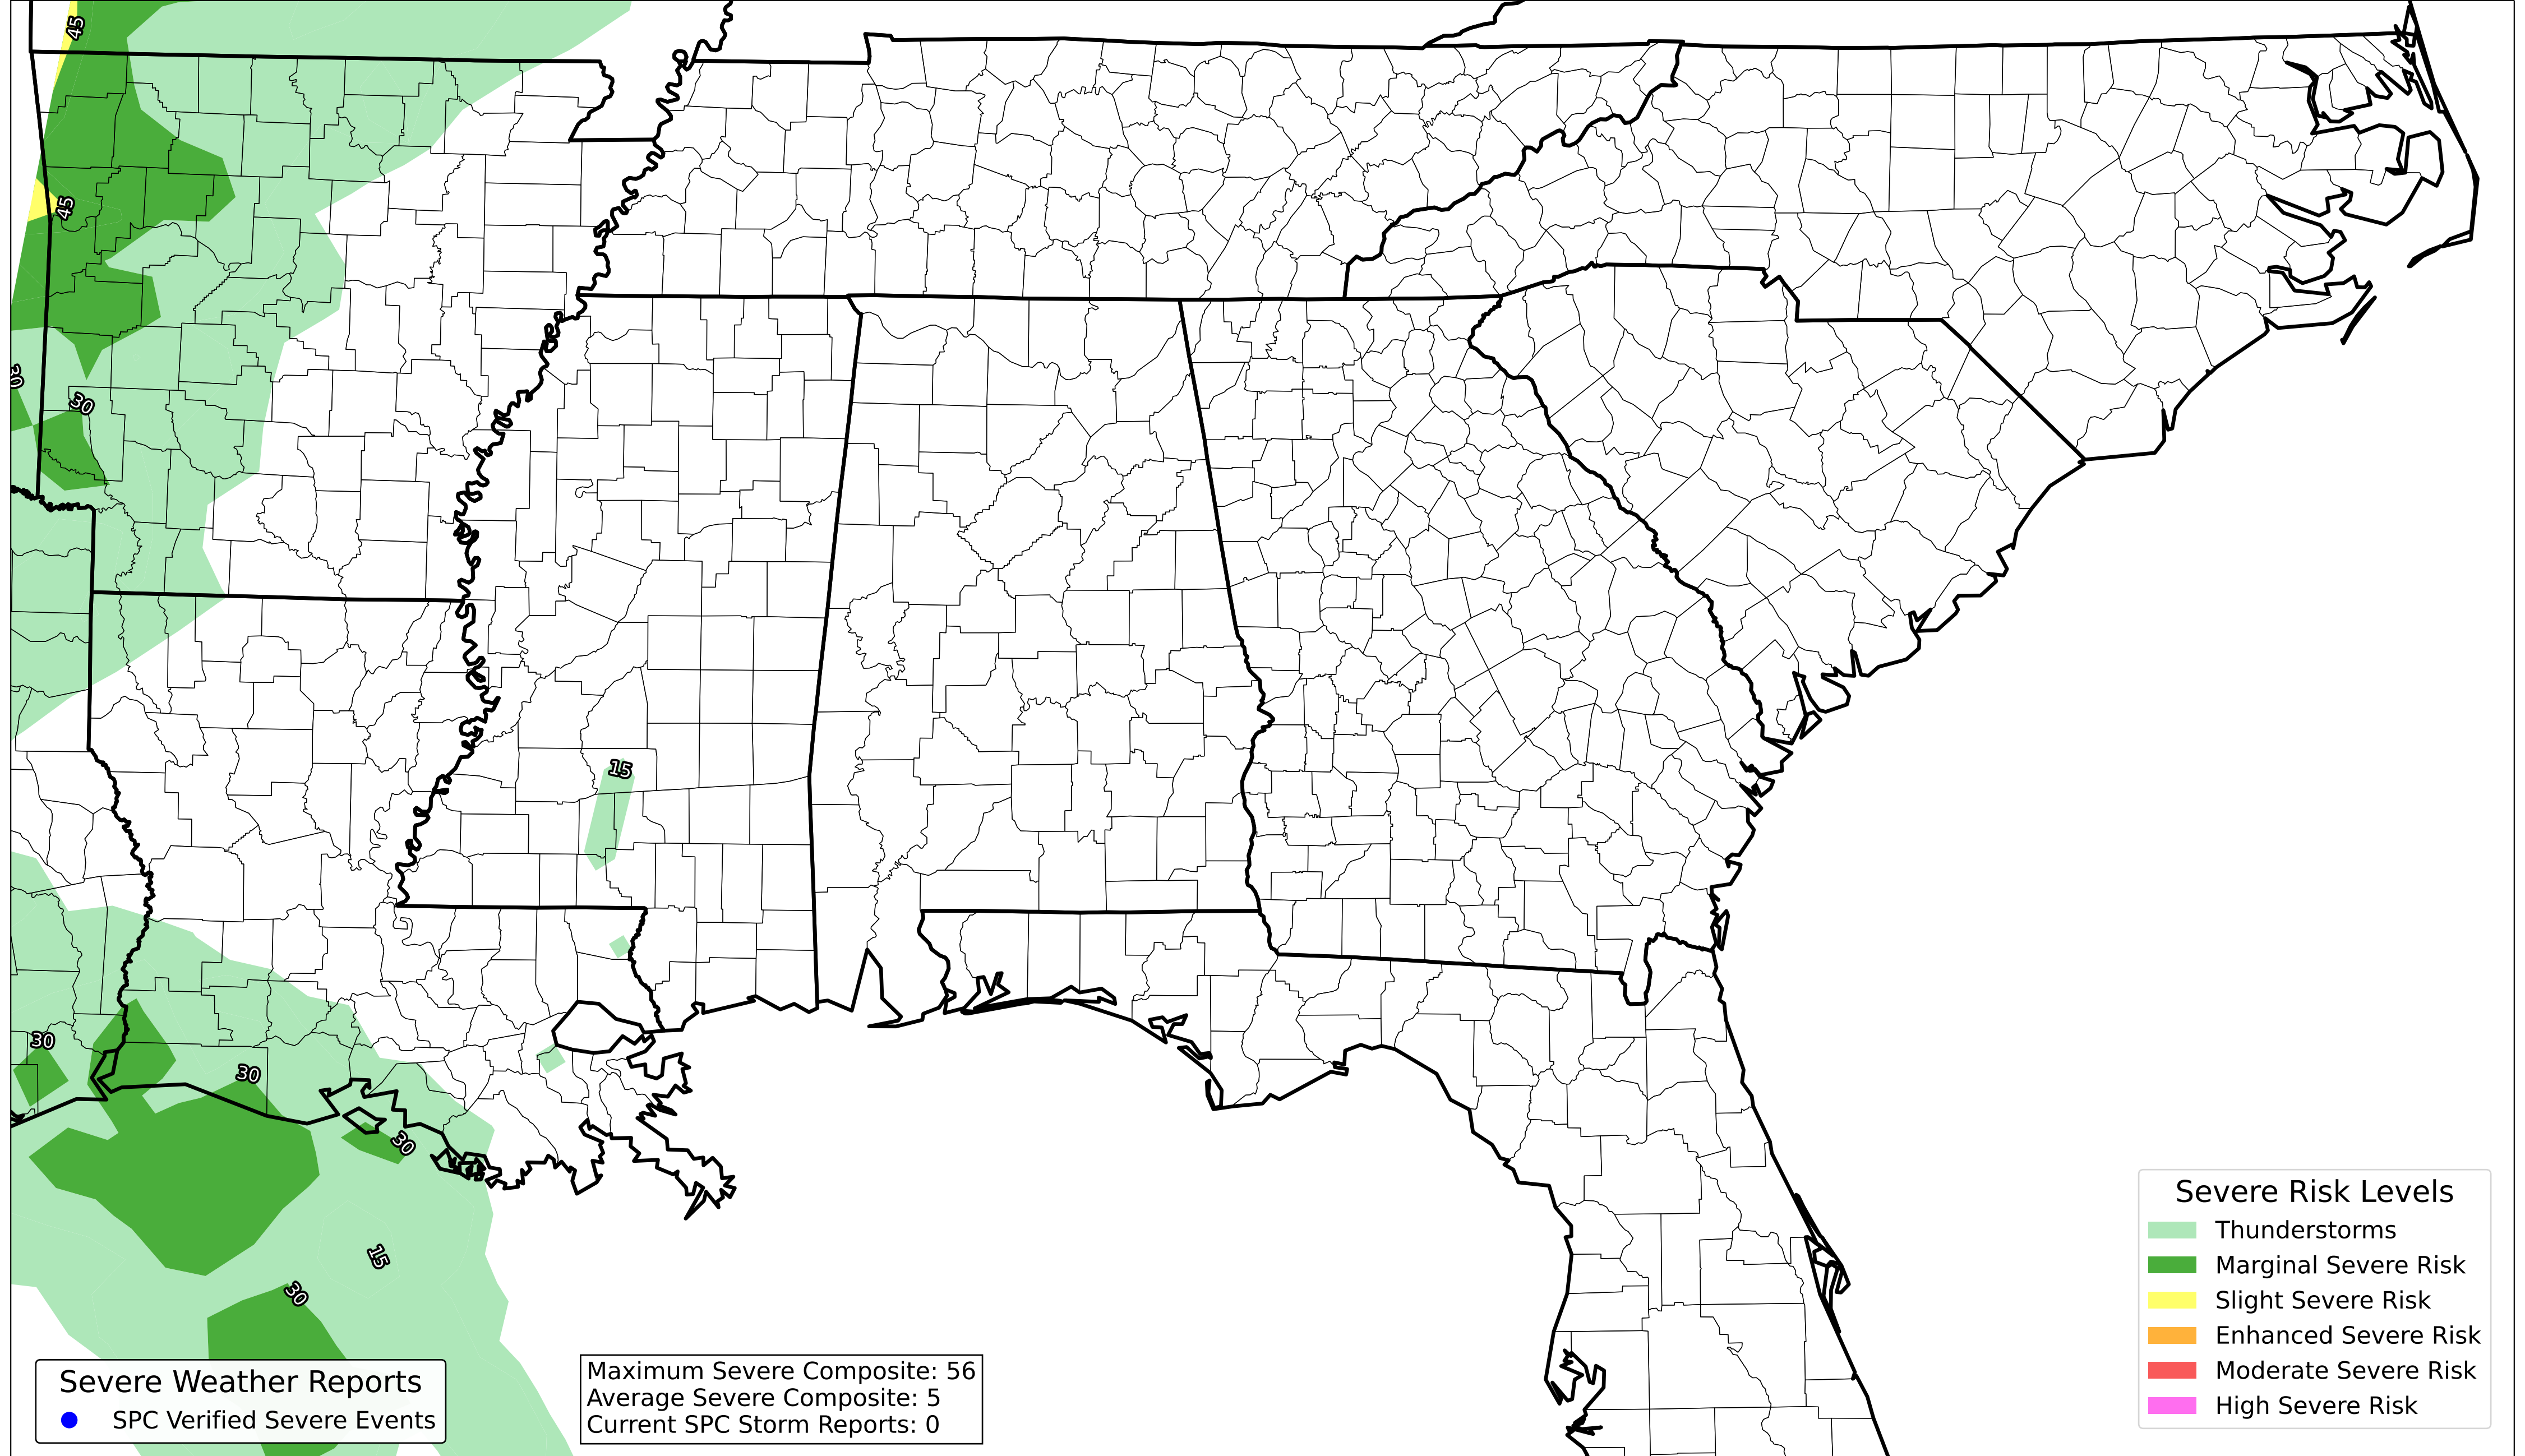 45
45
30
15
30
30
30
15
30
Severe Weather Reports
SPC Verified Severe Events
Maximum Severe Composite: 56
Average Severe Composite: 5
Current SPC Storm Reports: 0
Severe Risk Levels
Thunderstorms
Marginal Severe Risk
Slight Severe Risk
Enhanced Severe Risk
Moderate Severe Risk
High Severe Risk